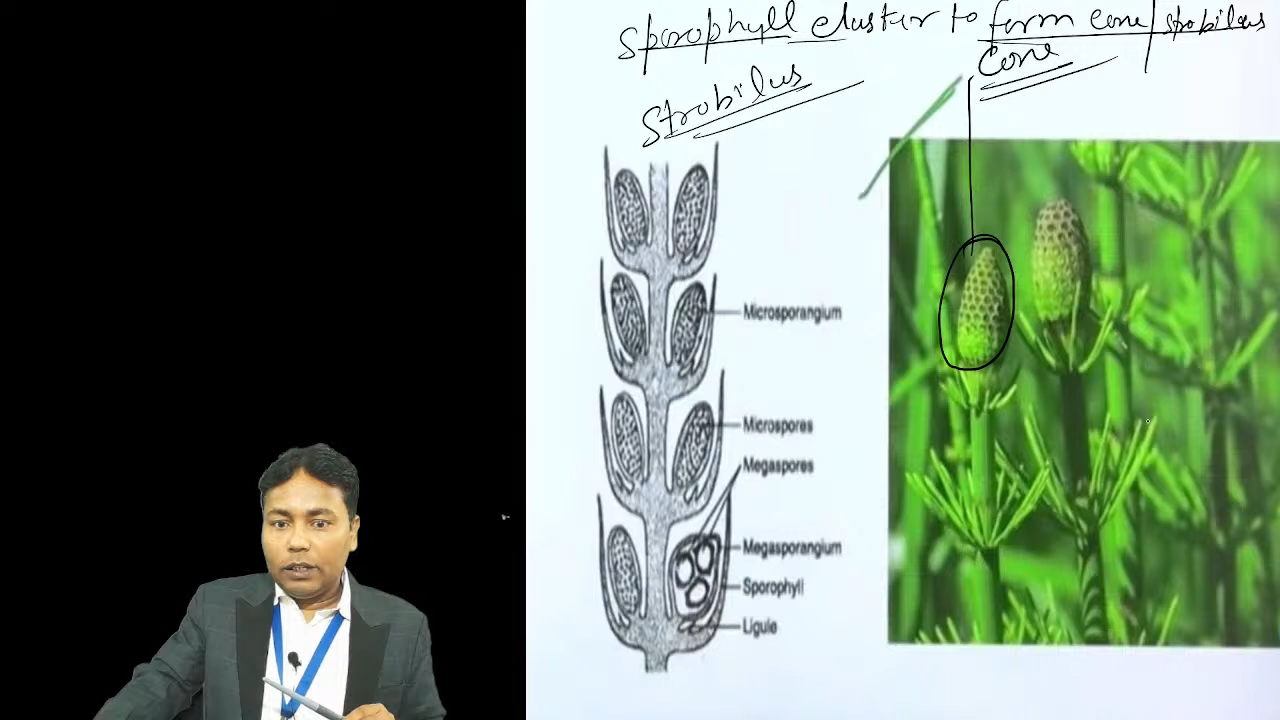 Sporophyll cluster to form cone/strobilus
Cone
Strobilus
Microsporangium
Microspores
Megaspores
Megasporangium
Sporophyll
Ligule